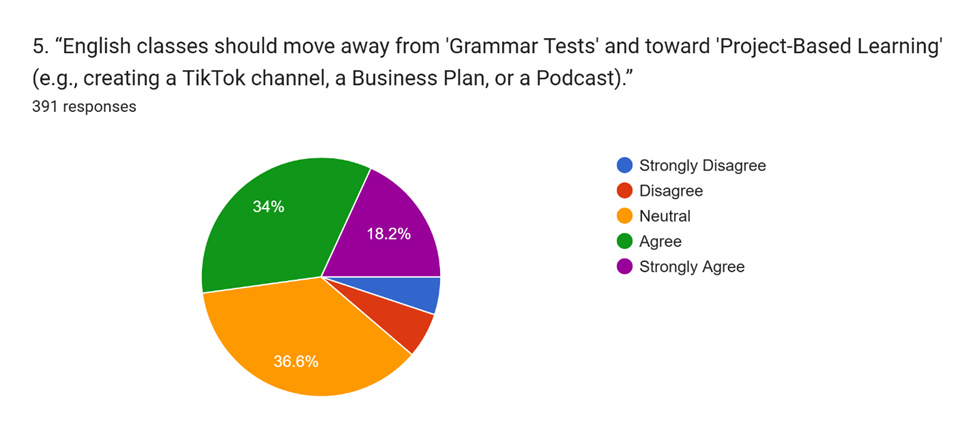 5. “English classes should move away from 'Grammar Tests' and toward 'Project-Based Learning'
(e.g., creating a TikTok channel, a Business Plan, or a Podcast).”
391 responses
Strongly Disagree
Disagree
Neutral
Agree
Strongly Agree
34%
18.2%
36.6%